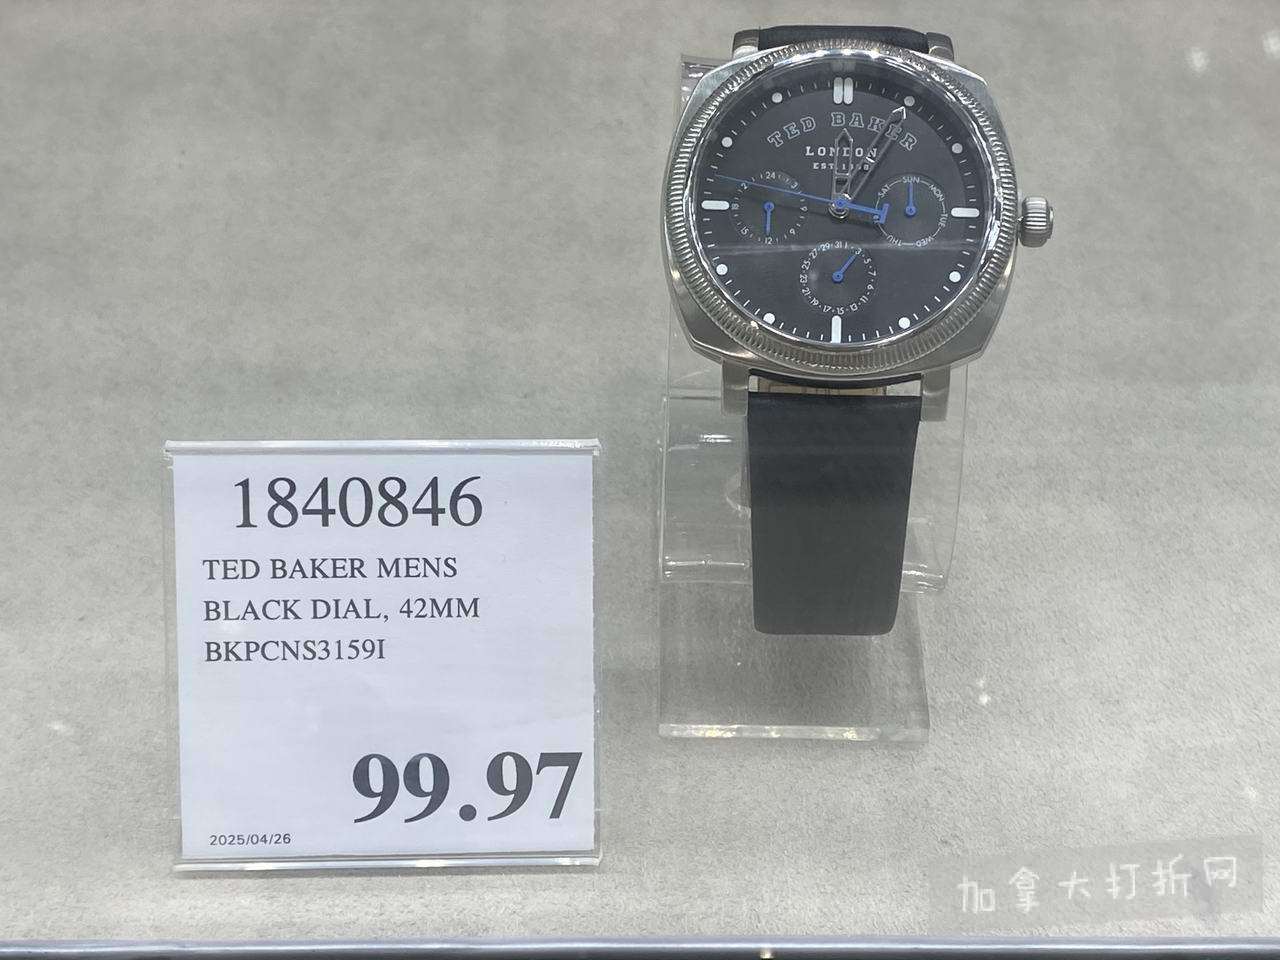 TED BAKER
LONDON
SAT SUN MON TUE WED THU
1840846
TED BAKER MENS
BLACK DIAL, 42MM
BKPCNS3159I
99.97
2025/04/26
加拿大打折网